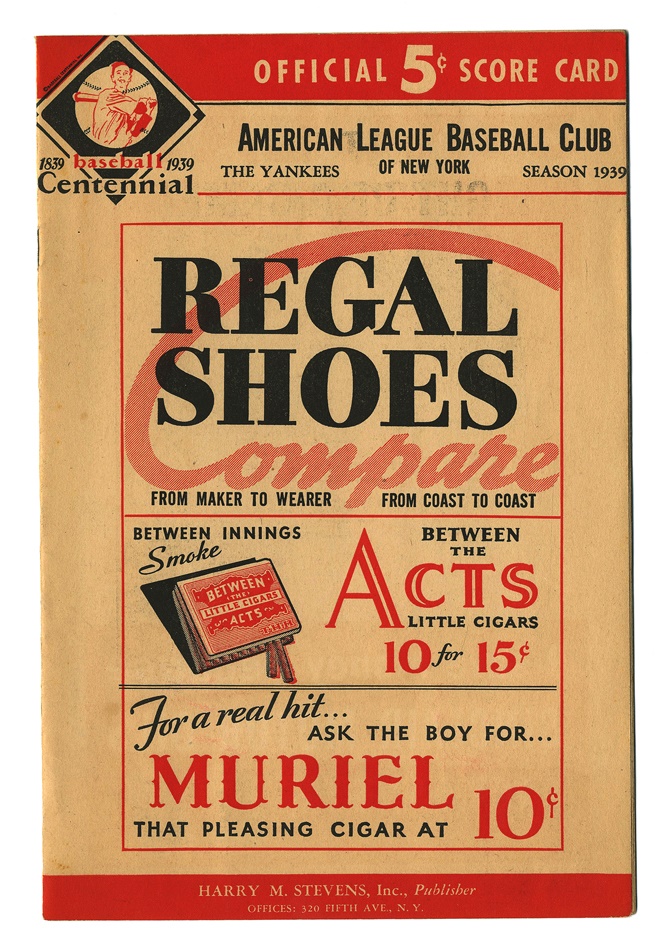 OFFICIAL 5¢ SCORE CARD
AMERICAN LEAGUE BASEBALL CLUB
THE YANKEES OF NEW YORK SEASON 1939
1839 baseball 1939
Centennial
REGAL
SHOES
Compare
FROM MAKER TO WEARER FROM COAST TO COAST
BETWEEN INNINGS
Smoke
BETWEEN
THE
LITTLE CIGARS
ACTS
BETWEEN
THE
ACTS
LITTLE CIGARS
10 for 15¢
For a real hit...
ASK THE BOY FOR...
MURIEL
THAT PLEASING CIGAR AT 10¢
HARRY M. STEVENS, Inc., Publisher
OFFICES: 320 FIFTH AVE., N. Y.